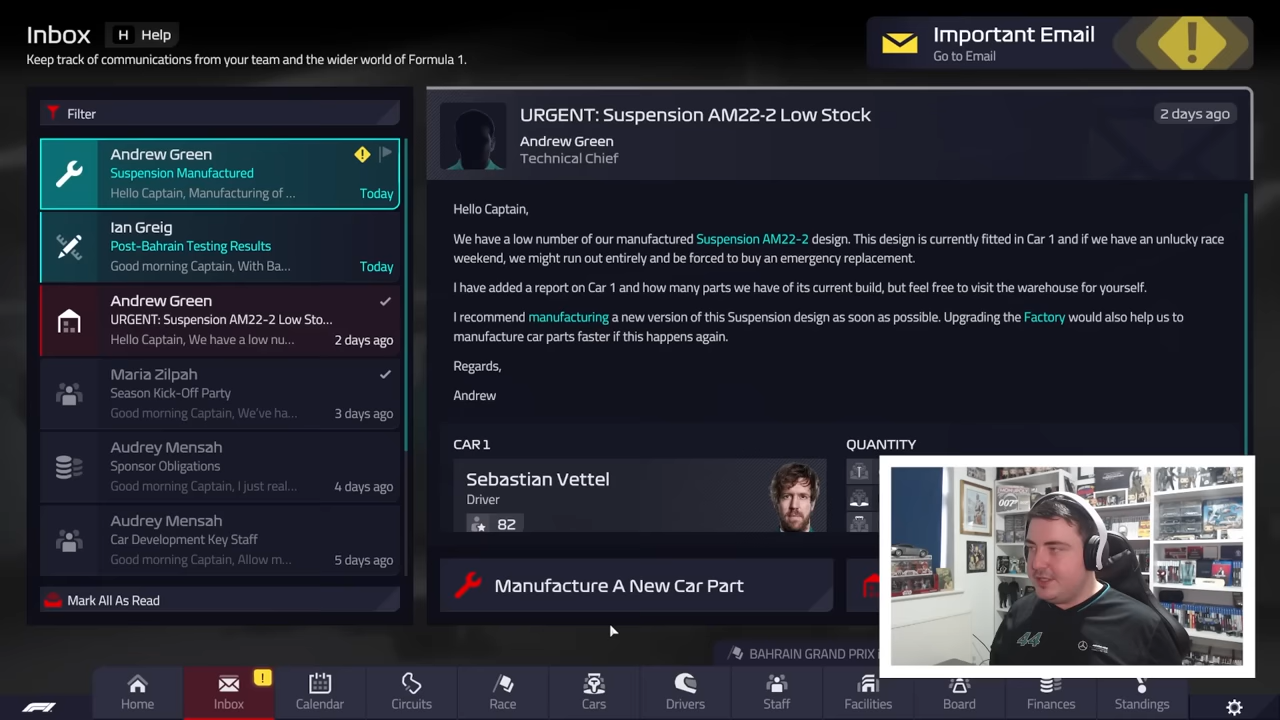 Inbox
H Help
Keep track of communications from your team and the wider world of Formula 1.
Important Email
Go to Email
Filter
Andrew Green
Suspension Manufactured
Hello Captain, Manufacturing of ...
Today
Ian Greig
Post-Bahrain Testing Results
Good morning Captain, With Ba...
Today
Andrew Green
URGENT: Suspension AM22-2 Low Sto...
Hello Captain, We have a low nu...
2 days ago
Maria Zilpah
Season Kick-Off Party
Good morning Captain, We've ha...
3 days ago
Audrey Mensah
Sponsor Obligations
Good morning Captain, I just real...
4 days ago
Audrey Mensah
Car Development Key Staff
Good morning Captain, Allow m...
5 days ago
Mark All As Read
URGENT: Suspension AM22-2 Low Stock
2 days ago
Andrew Green
Technical Chief
Hello Captain,
We have a low number of our manufactured Suspension AM22-2 design. This design is currently fitted in Car 1 and if we have an unlucky race
weekend, we might run out entirely and be forced to buy an emergency replacement.
I have added a report on Car 1 and how many parts we have of its current build, but feel free to visit the warehouse for yourself.
I recommend manufacturing a new version of this Suspension design as soon as possible. Upgrading the Factory would also help us to
manufacture car parts faster if this happens again.
Regards,
Andrew
CAR 1
QUANTITY
Sebastian Vettel
Driver
82
Manufacture A New Car Part
BAHRAIN GRAND PRIX
007
44
Home
Inbox
Calendar
Circuits
Race
Cars
Drivers
Staff
Facilities
Board
Finances
Standings